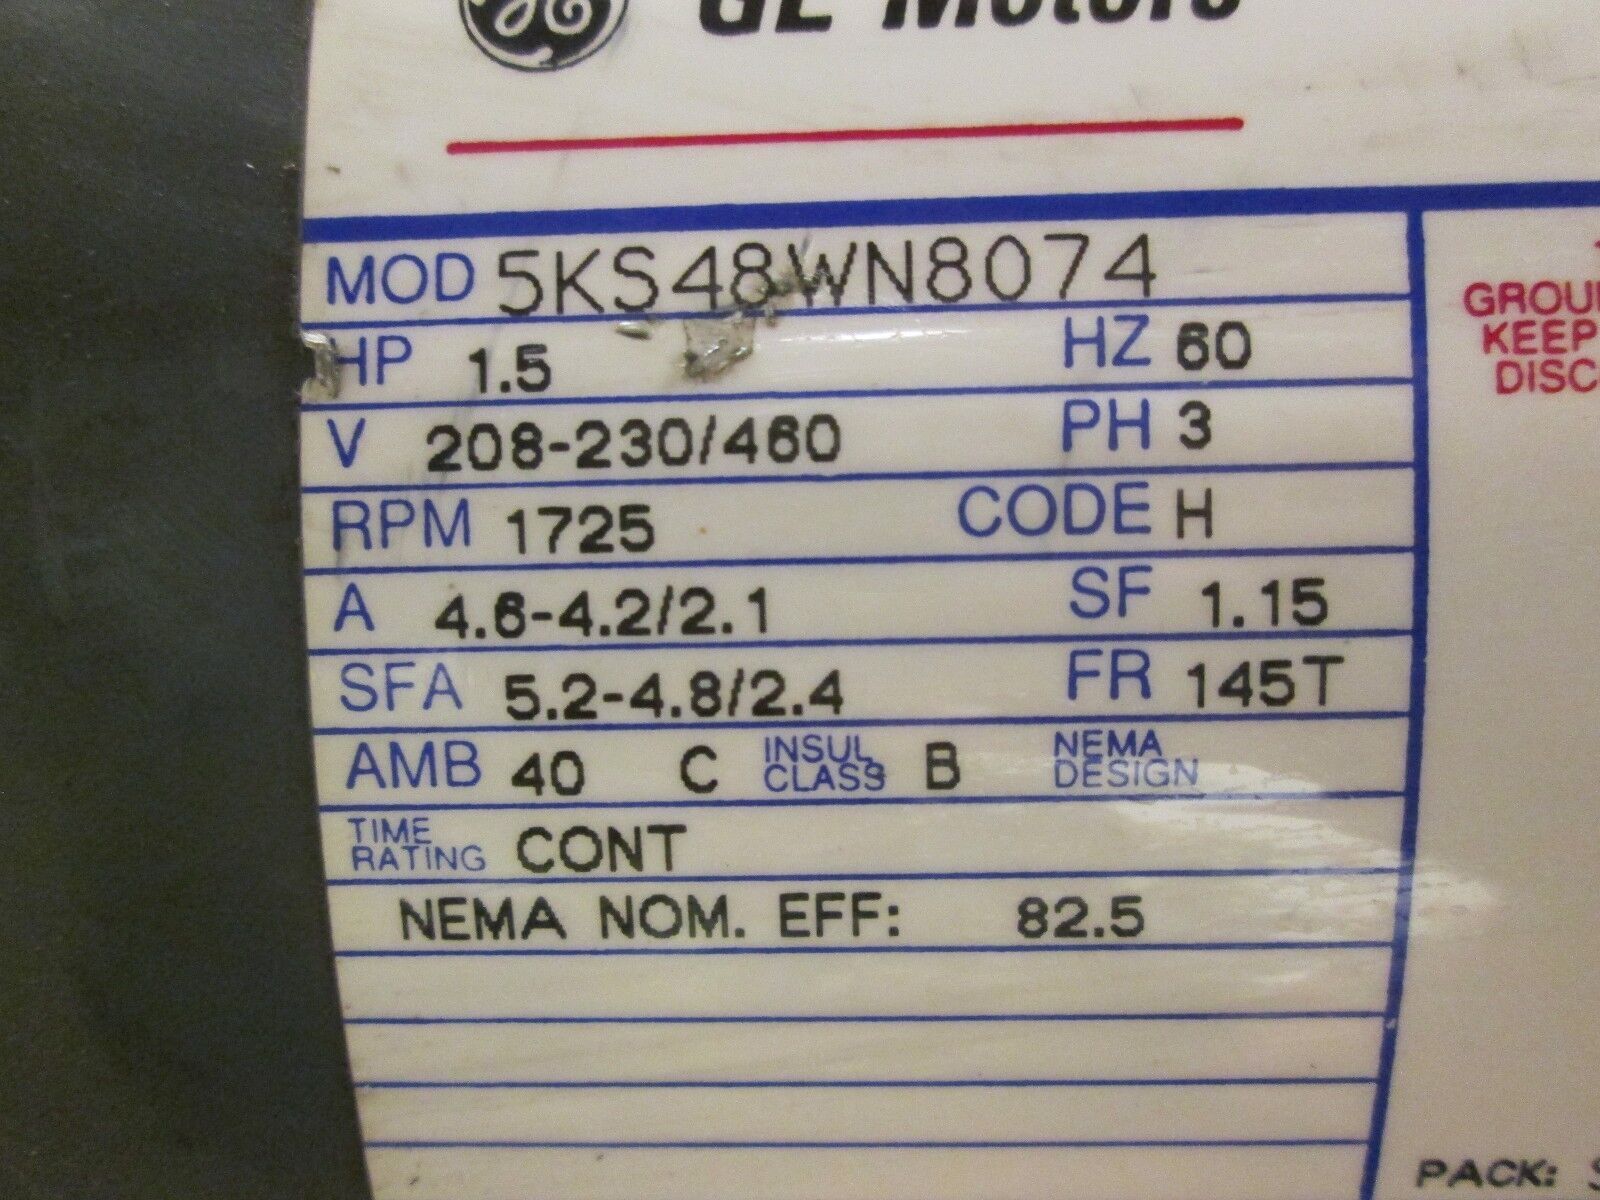 GE Motors
MOD 5KS48WN8074
HP 1.5 HZ 60
V 208-230/460 PH 3
RPM 1725 CODE H
A 4.6-4.2/2.1 SF 1.15
SFA 5.2-4.8/2.4 FR 145T
AMB 40 C INSUL CLASS B NEMA DESIGN
TIME RATING CONT
NEMA NOM. EFF: 82.5
GROU
KEEP
DISC
PACK: